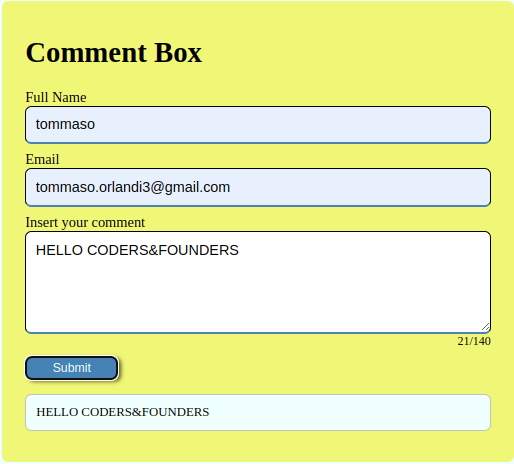 Comment Box
Full Name
tommaso
Email
tommaso.orlandi3@gmail.com
Insert your comment
HELLO CODERS&FOUNDERS
21/140
Submit
HELLO CODERS&FOUNDERS